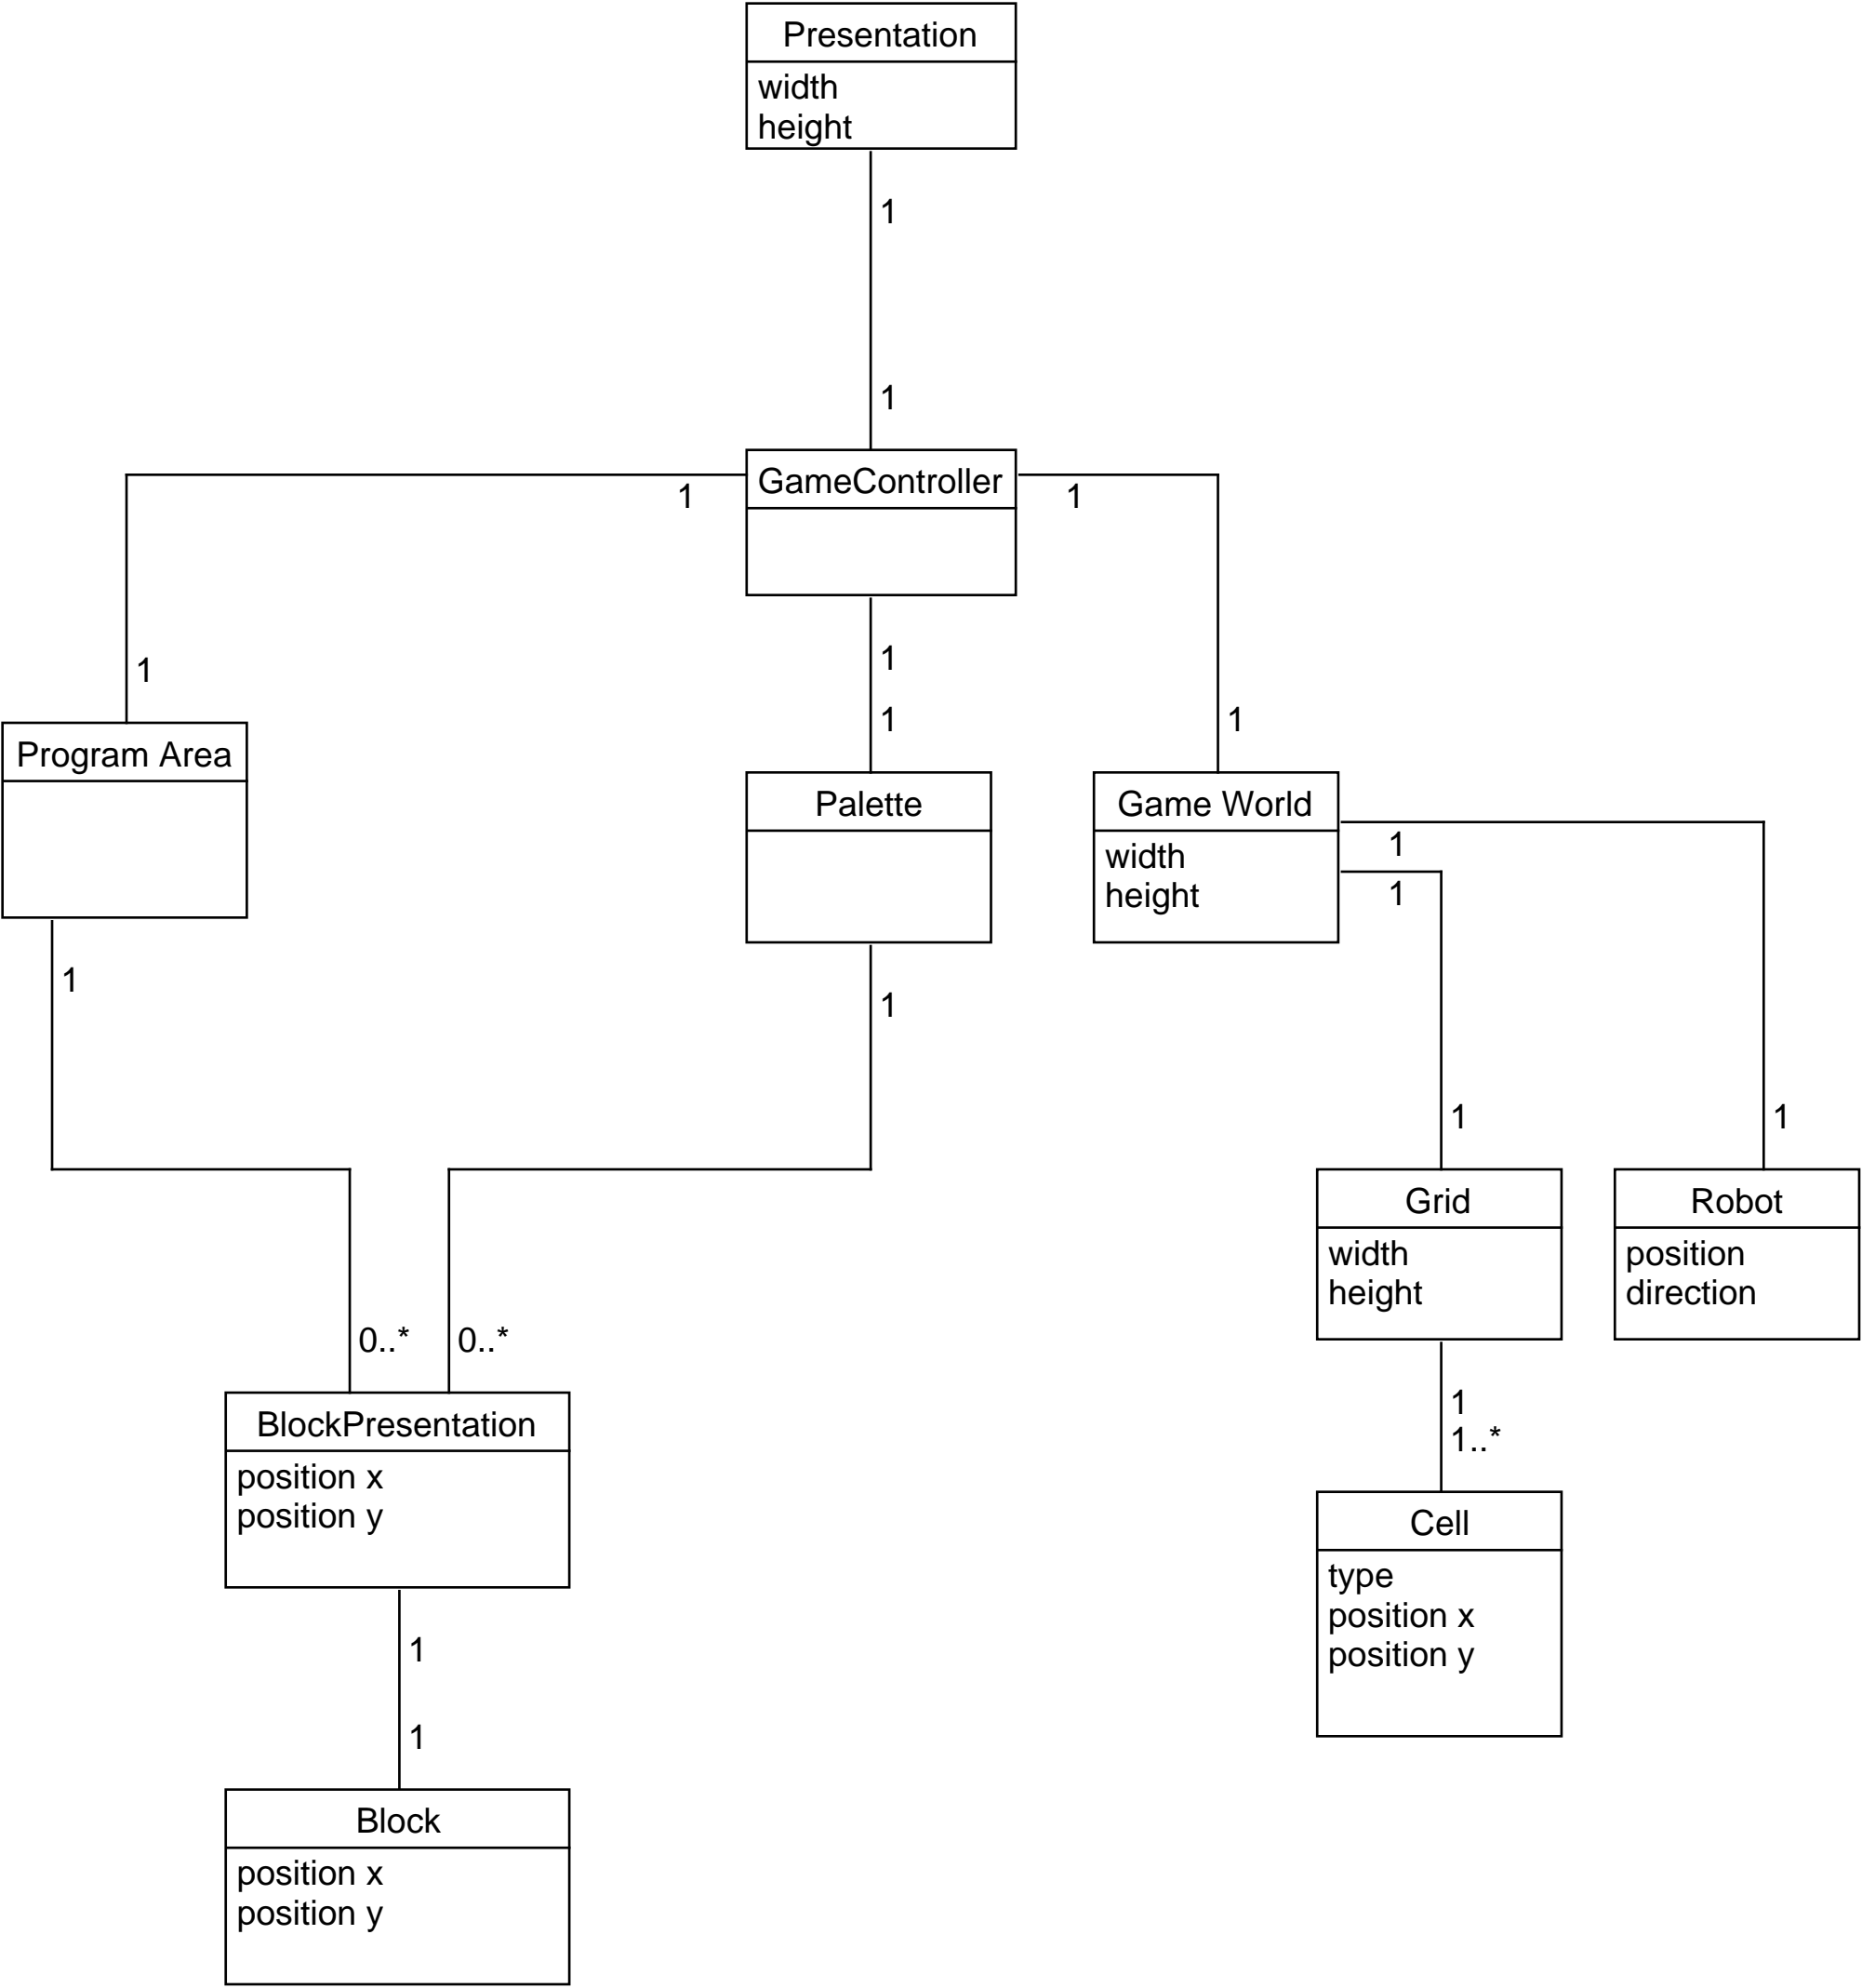 Presentation
width
height
1
1
GameController
1
1
1
1
1
1
Program Area
Palette
Game World
width
height
1
1
1
1
1
1
Grid
width
height
Robot
position
direction
0..*
0..*
1
1..*
BlockPresentation
position x
position y
Cell
type
position x
position y
1
1
Block
position x
position y